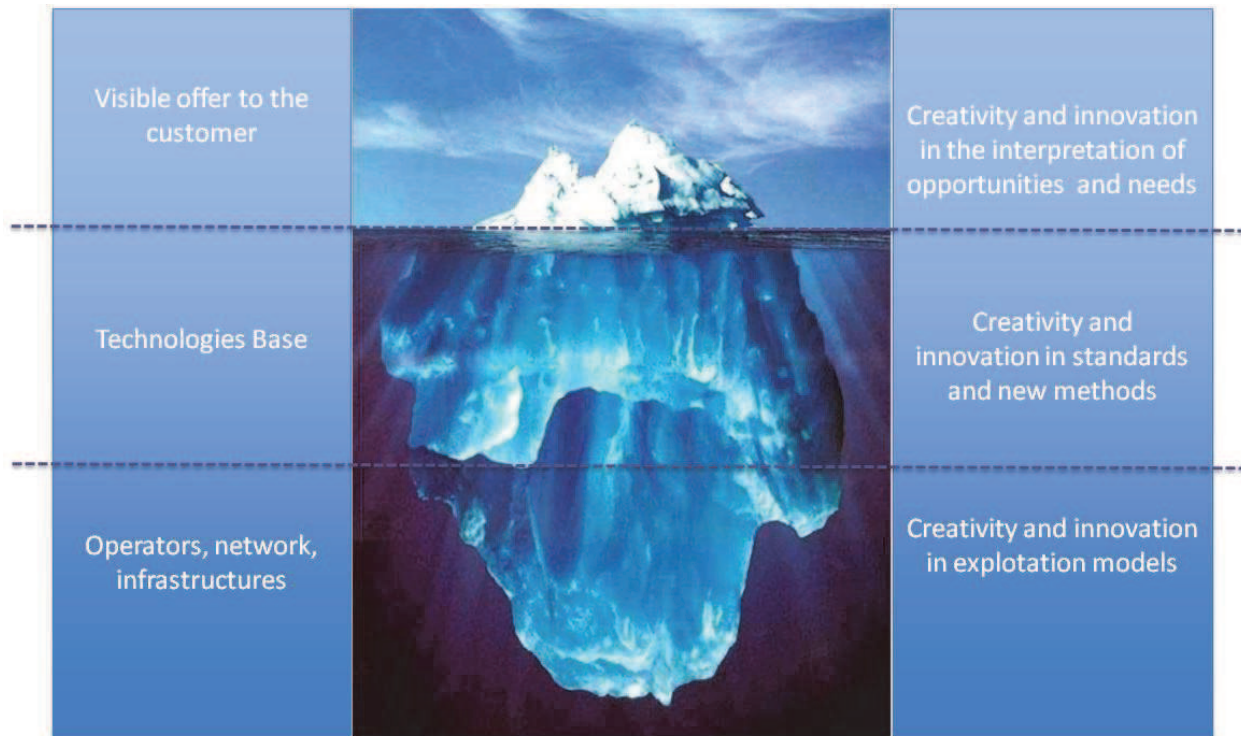 Visible offer to the
customer
Creativity and innovation
in the interpretation of
opportunities and needs
Technologies Base
Creativity and
innovation in standards
and new methods
Operators, network,
infrastructures
Creativity and innovation
in explotation models